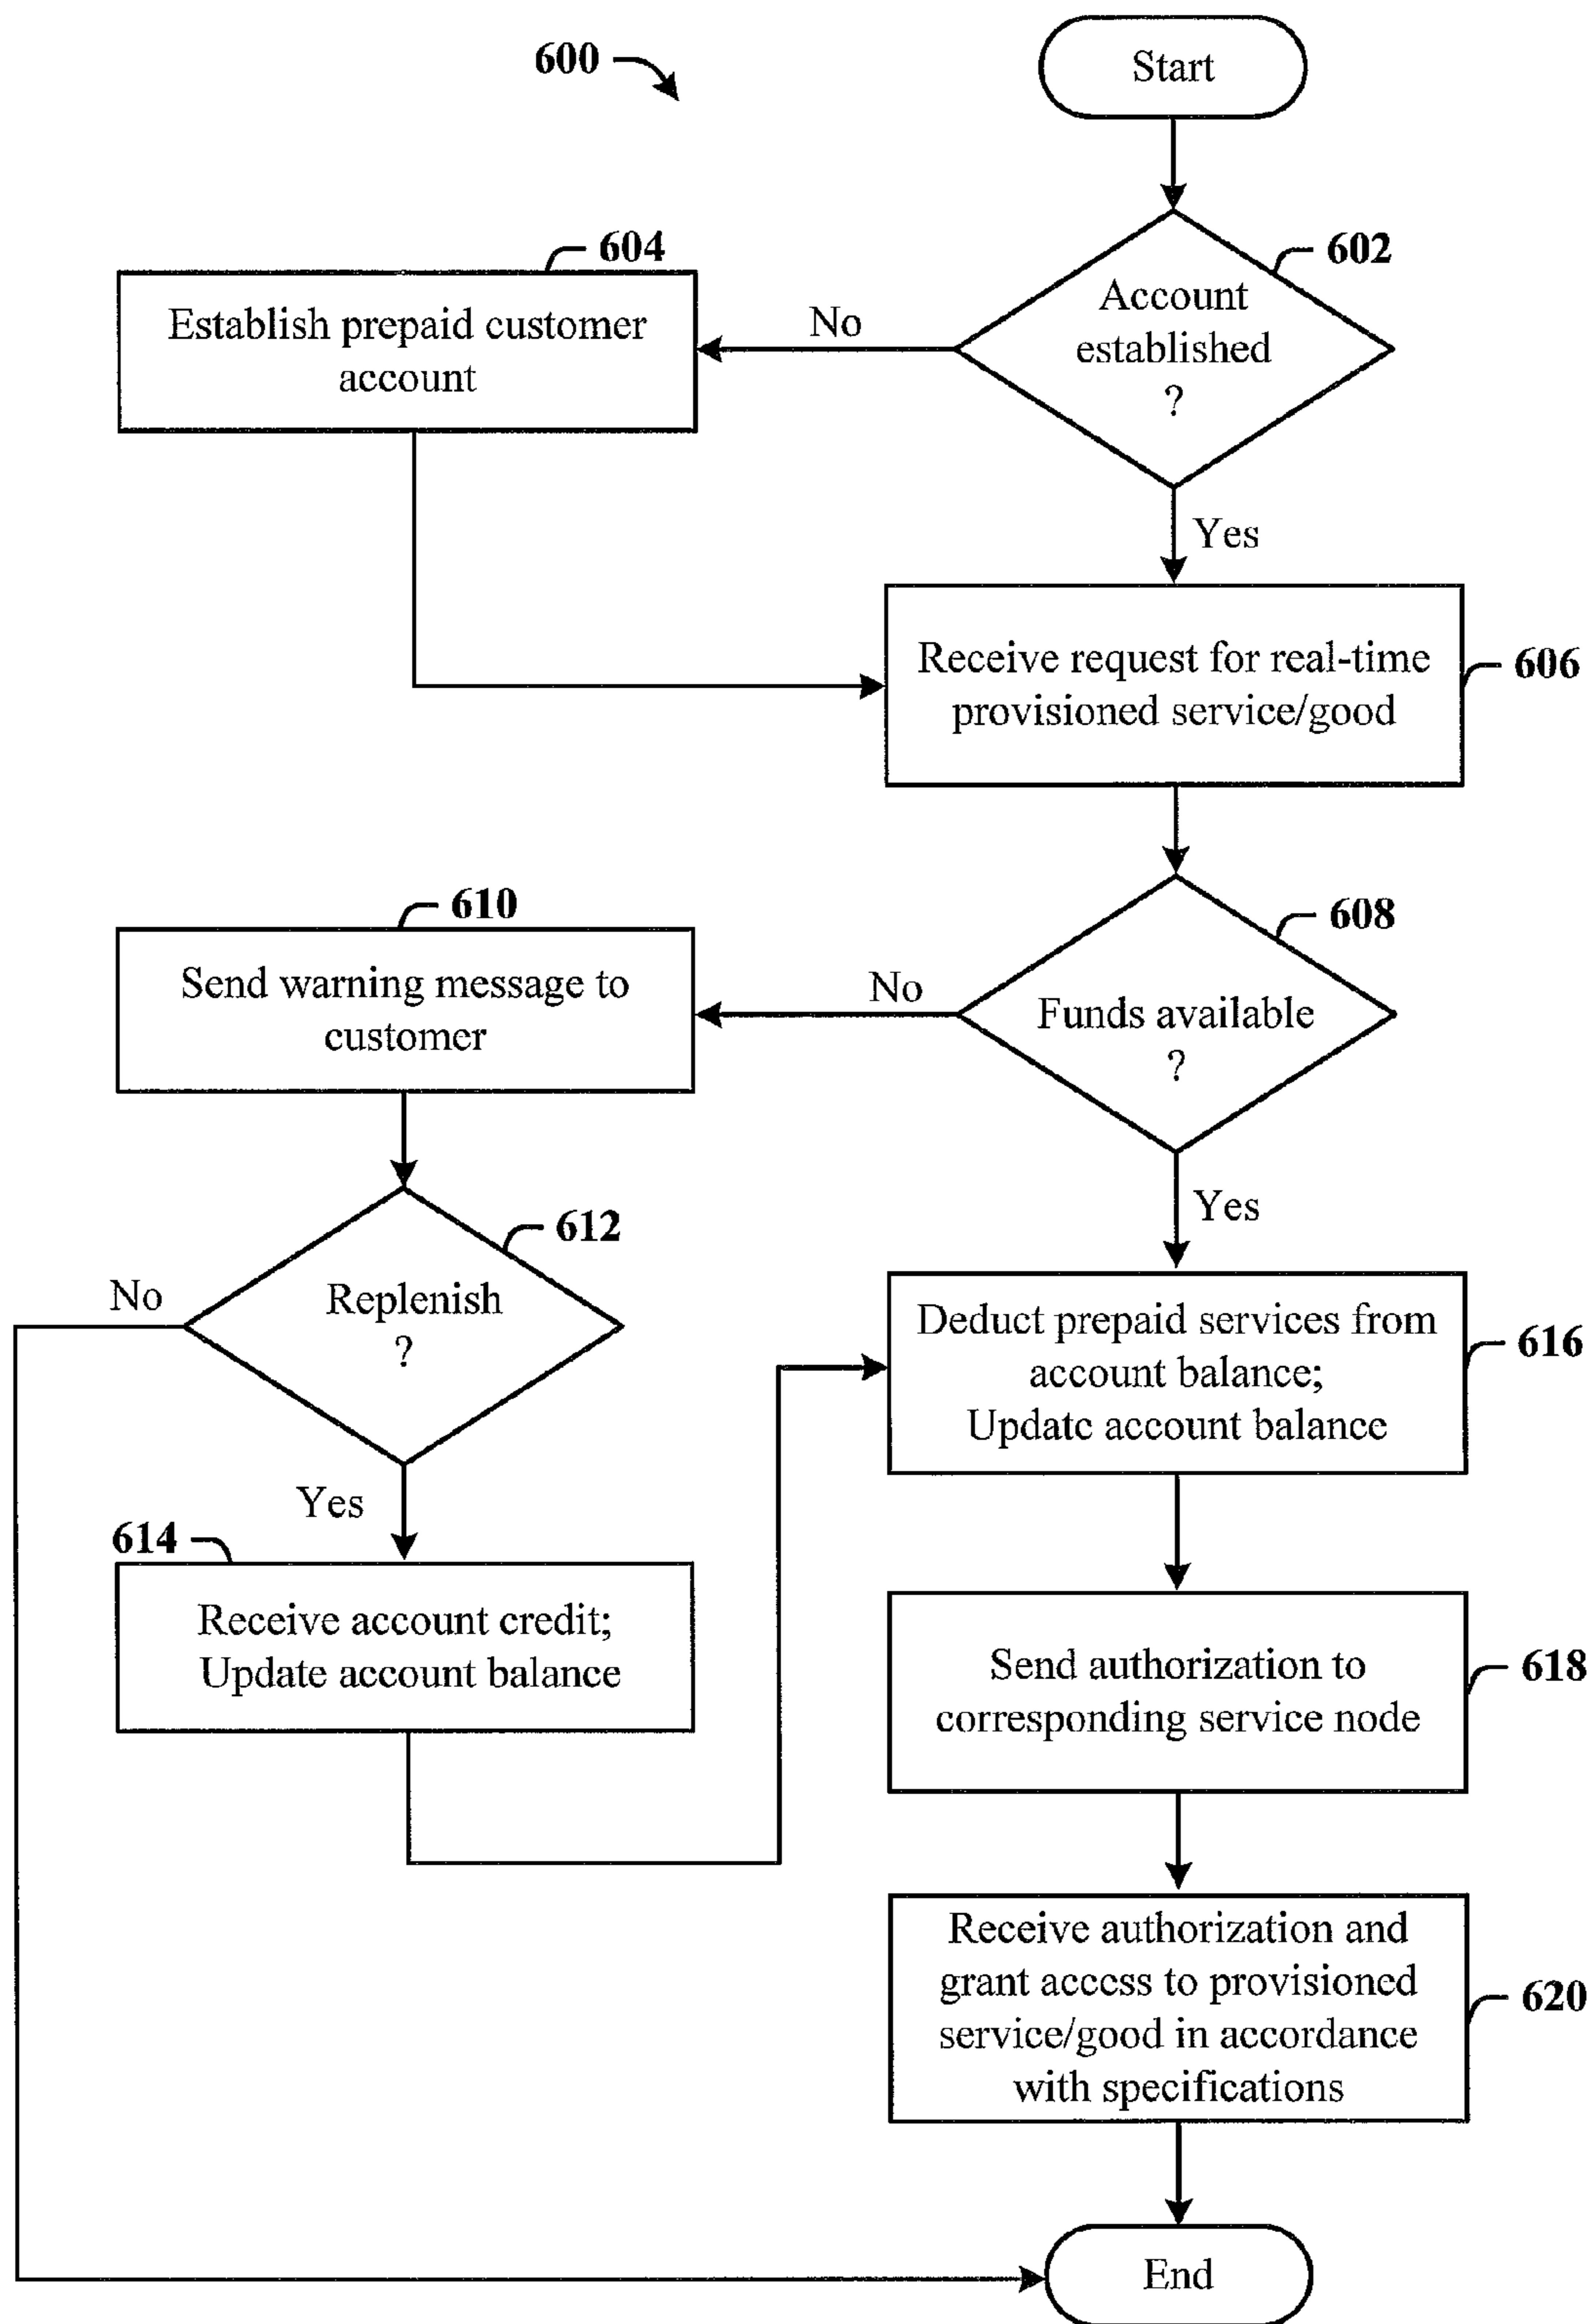 600
Start
602
Account
established
?
No
604
Establish prepaid customer
account
Yes
Receive request for real-time
provisioned service/good
606
608
Funds available
?
No
610
Send warning message to
customer
612
Replenish
?
No
Yes
614
Receive account credit;
Update account balance
Yes
Deduct prepaid services from
account balance;
Update account balance
616
Send authorization to
corresponding service node
618
Receive authorization and
grant access to provisioned
service/good in accordance
with specifications
620
End